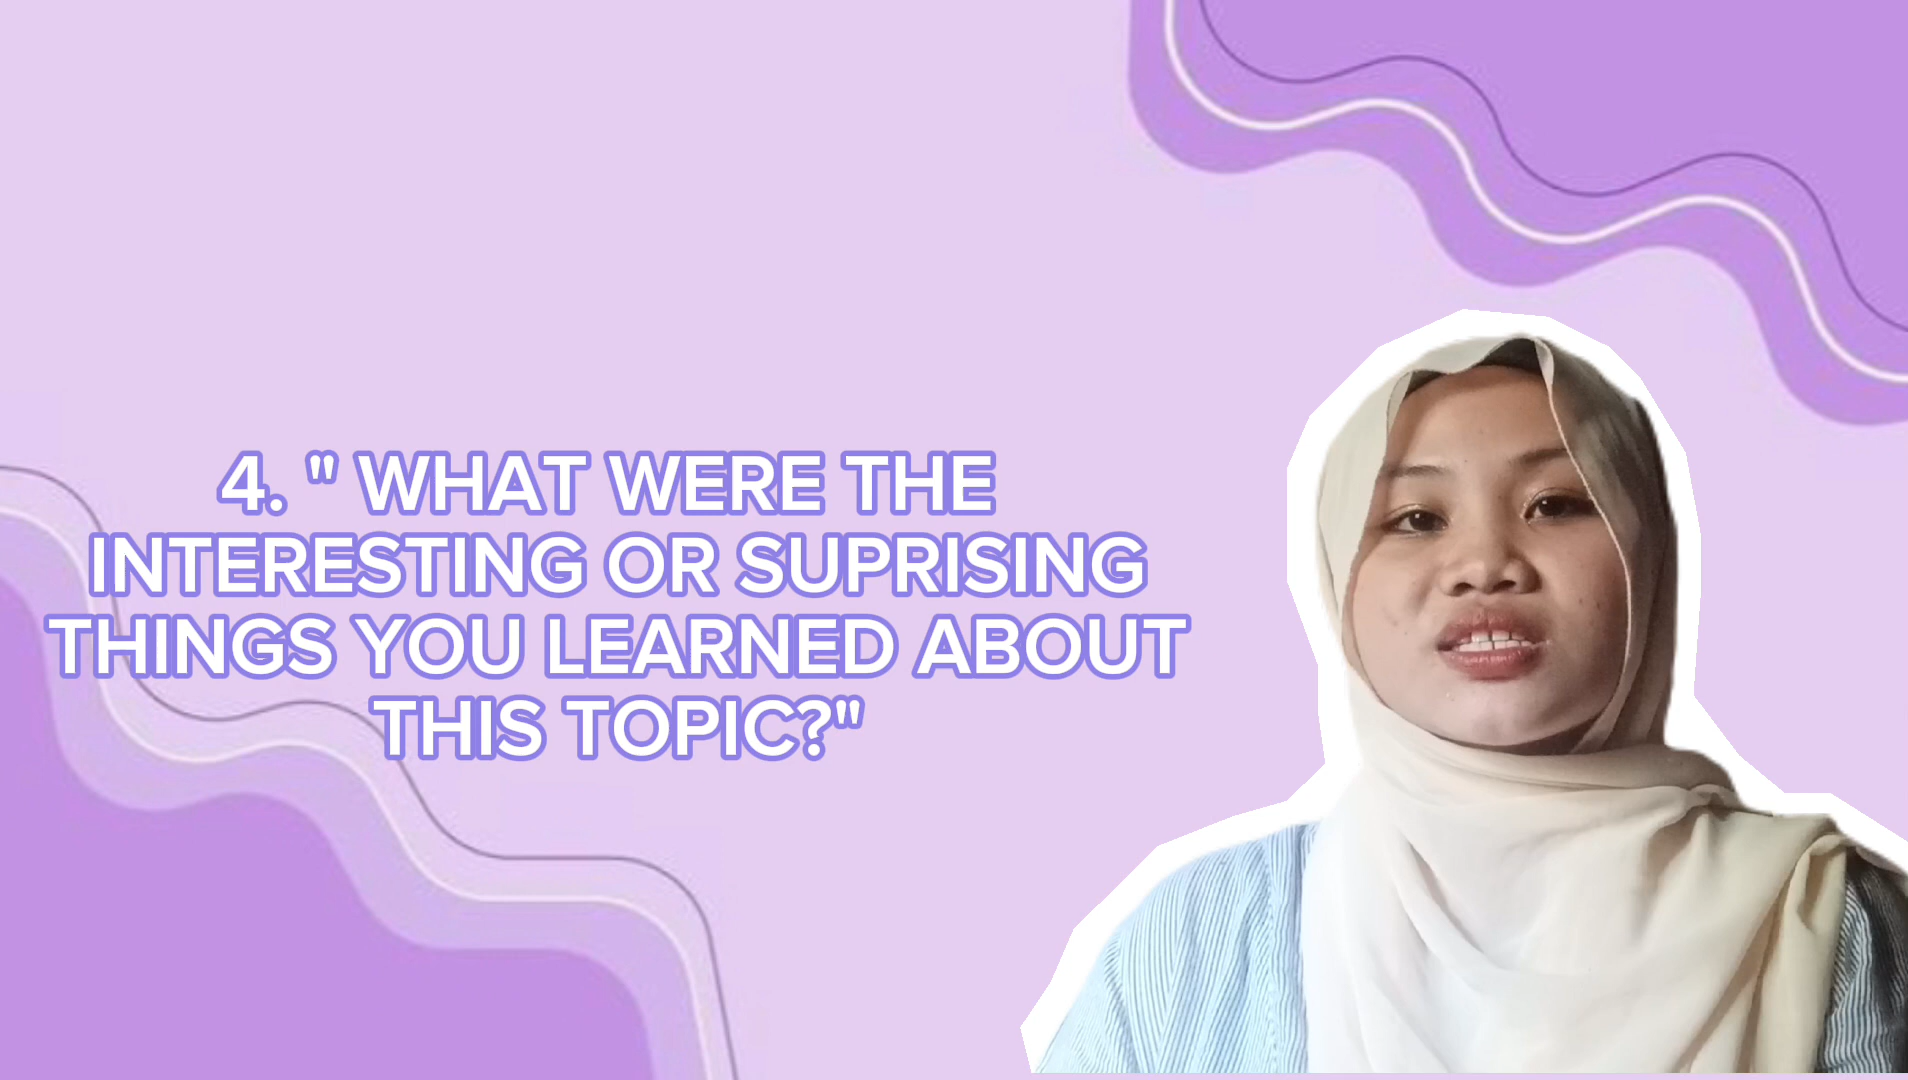 4. " WHAT WERE THE
INTERESTING OR SUPRISING
THINGS YOU LEARNED ABOUT
THIS TOPIC?"